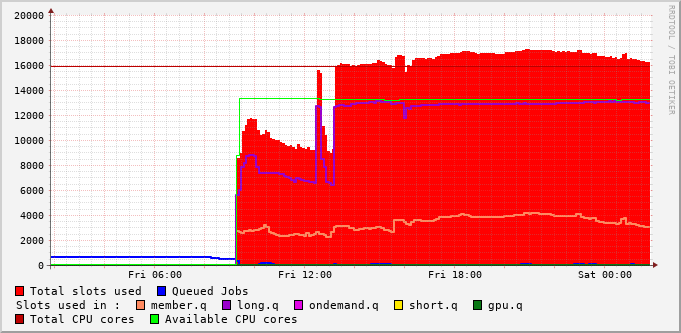 20000
18000
16000
14000
12000
10000
8000
6000
4000
2000
0
Fri 06:00 Fri 12:00 Fri 18:00 Sat 00:00
RRDTOOL / TOBI OETIKER
Total slots used Queued Jobs
Slots used in : member.q long.q ondemand.q short.q gpu.q
Total CPU cores Available CPU cores